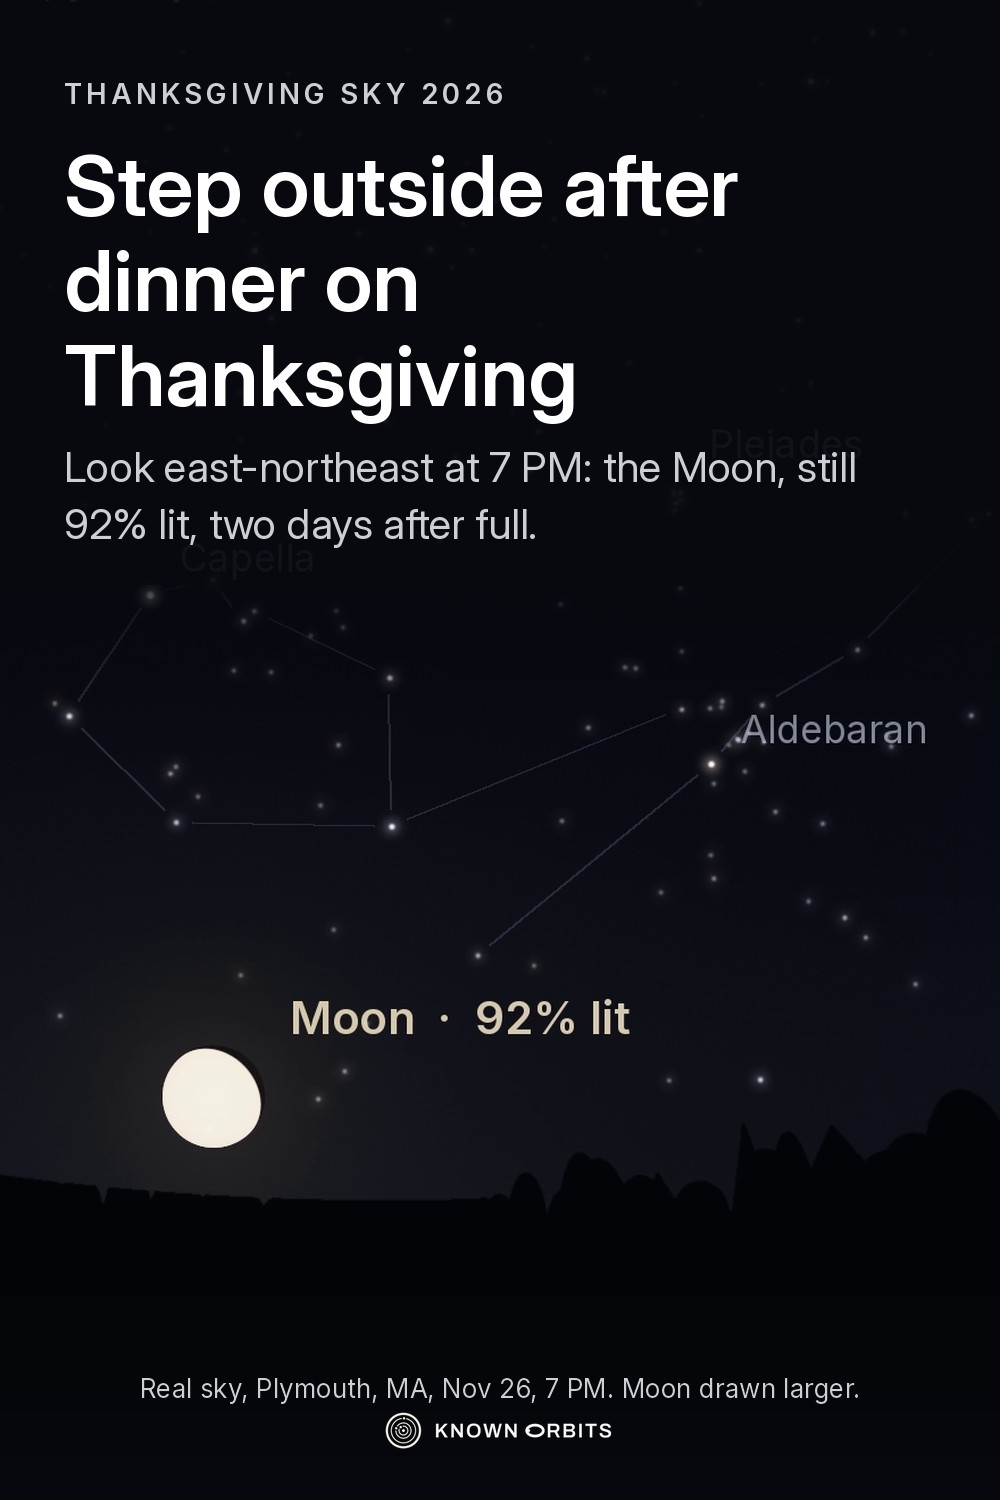 THANKSGIVING SKY 2026
Step outside after
dinner on
Thanksgiving
Pleiades
Look east-northeast at 7 PM: the Moon, still
92% lit, two days after full.
Capella
Aldebaran
Moon · 92% lit
Real sky, Plymouth, MA, Nov 26, 7 PM. Moon drawn larger.
KNOWN ORBITS